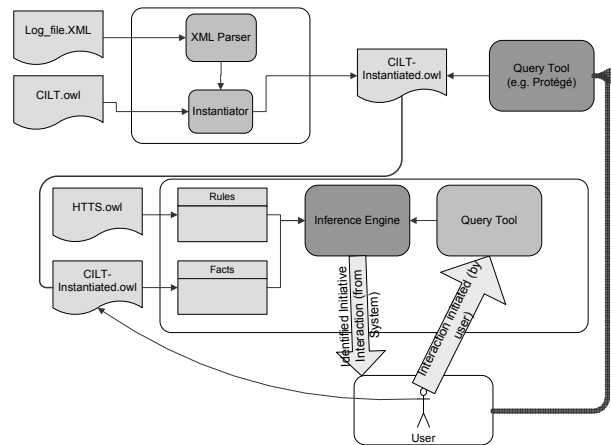 Log_file.XML
XML Parser
CILT-
Instantiated.owl
Query Tool
(e.g. Protégé)
CILT.owl
Instantiator
HTTS.owl
Rules
Inference Engine
Query Tool
CILT-
Instantiated.owl
Facts
Identified Initiative
Interaction (from
System)
Interaction initiated (by
user)
User